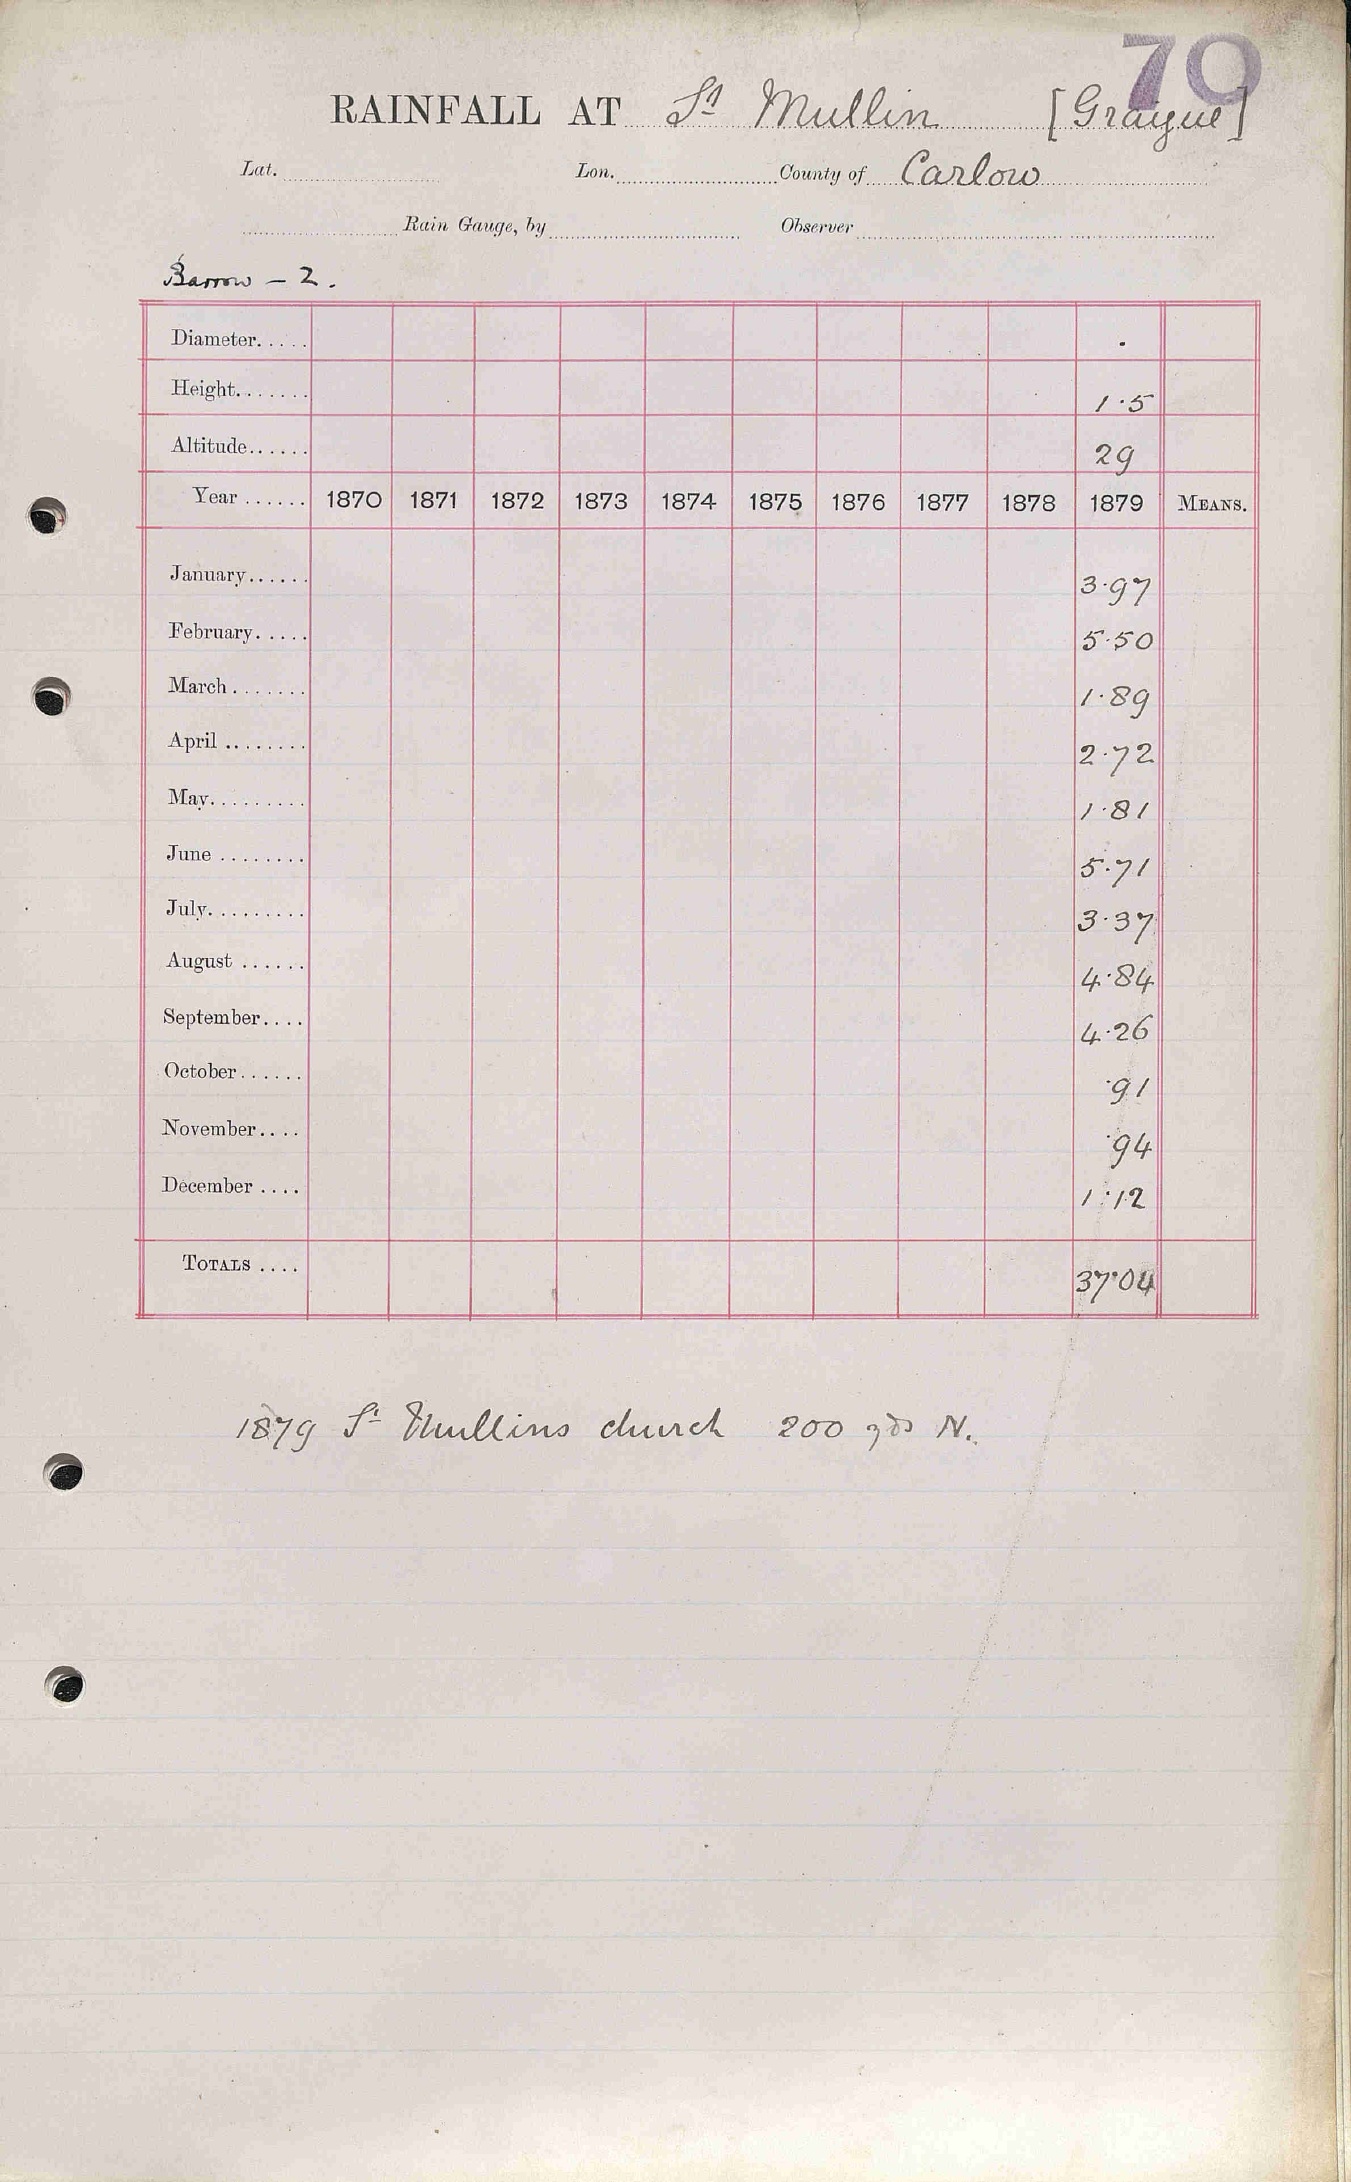 70
RAINFALL AT St Mullin [Graigue]
Lat. Lon. County of Carlow
Rain Gauge, by Observer
Barrow – 2.
Diameter.....
Height....... 1·5
Altitude...... 29
Year ...... 1870 1871 1872 1873 1874 1875 1876 1877 1878 1879 MEANS.
January...... 3·97
February..... 5·50
March ....... 1·89
April ........ 2·72
May......... 1·81
June ........ 5·71
July......... 3·37
August ...... 4·84
September.... 4·26
October...... ·91
November.... ·94
December .... 1·12
TOTALS .... 37·04
1879 St Mullins church 200 yds N.